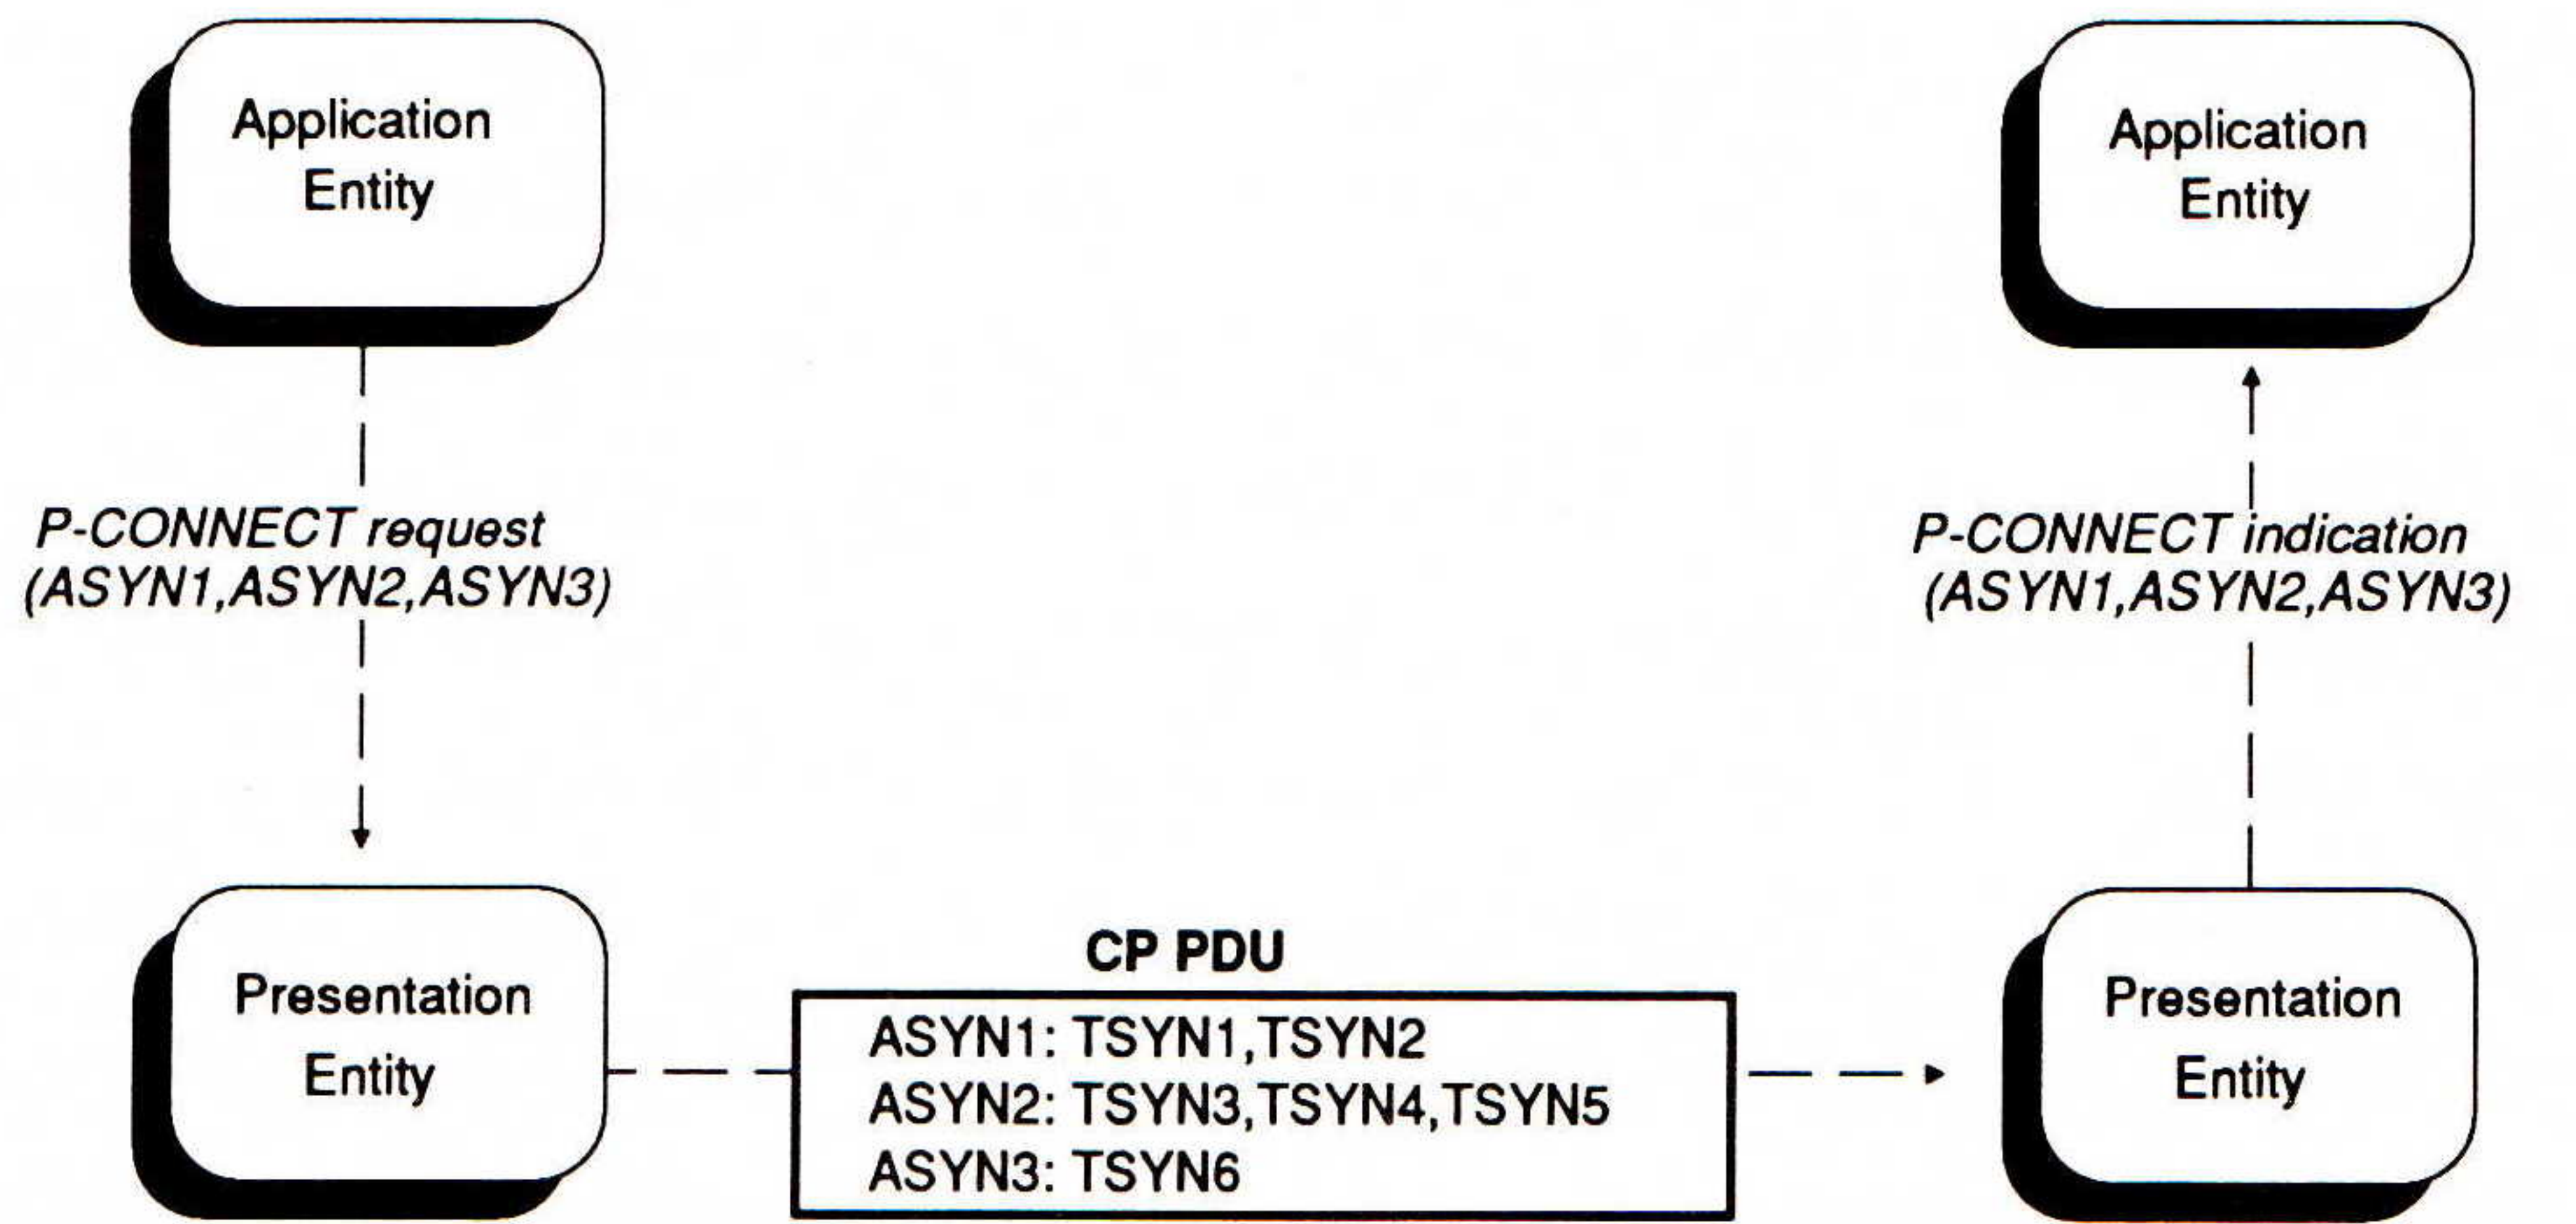 Application
Entity
Application
Entity
P-CONNECT request
(ASYN1,ASYN2,ASYN3)
P-CONNECT indication
(ASYN1,ASYN2,ASYN3)
Presentation
Entity
CP PDU
ASYN1: TSYN1,TSYN2
ASYN2: TSYN3,TSYN4,TSYN5
ASYN3: TSYN6
Presentation
Entity